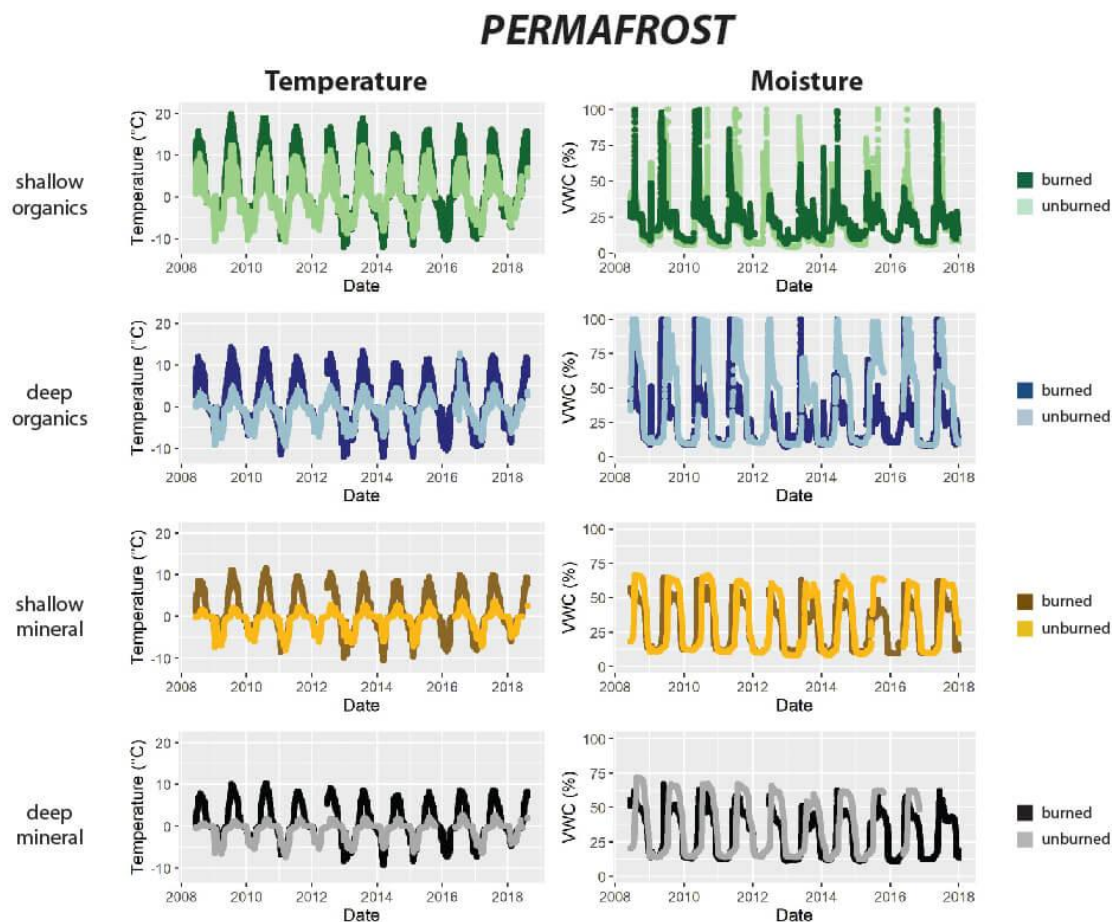 PERMAFROST
Temperature
Moisture
shallow
organics
Temperature (°C)
20
10
0
-10
2008 2010 2012 2014 2016 2018
Date
VWC (%)
100
75
50
25
0
2008 2010 2012 2014 2016 2018
Date
burned
unburned
deep
organics
Temperature (°C)
20
10
0
-10
2008 2010 2012 2014 2016 2018
Date
VWC (%)
100
75
50
25
0
2008 2010 2012 2014 2016 2018
Date
burned
unburned
shallow
mineral
Temperature (°C)
20
10
0
-10
2008 2010 2012 2014 2016 2018
Date
VWC (%)
100
75
50
25
0
2008 2010 2012 2014 2016 2018
Date
burned
unburned
deep
mineral
Temperature (°C)
20
10
0
-10
2008 2010 2012 2014 2016 2018
Date
VWC (%)
100
75
50
25
0
2008 2010 2012 2014 2016 2018
Date
burned
unburned